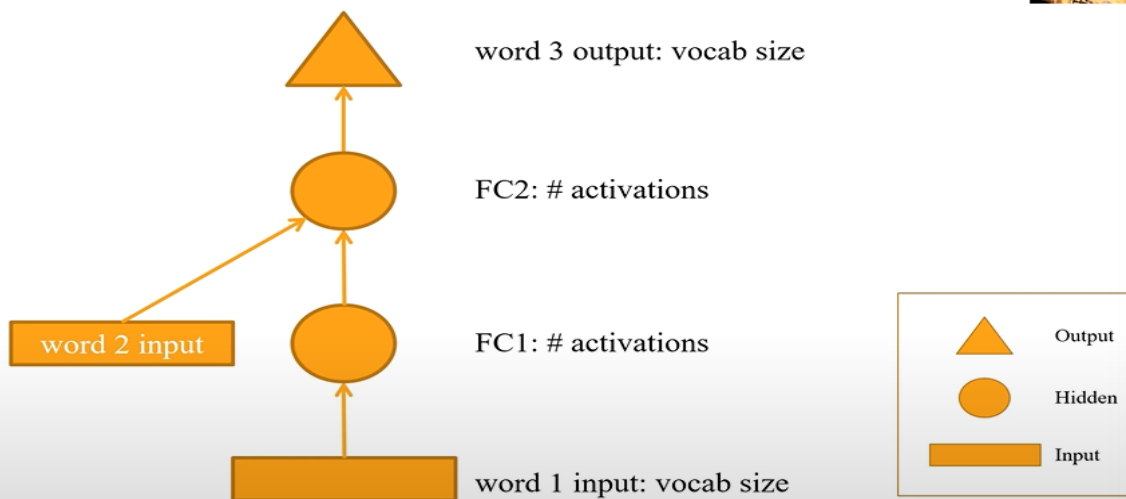 word 3 output: vocab size
FC2: # activations
word 2 input
FC1: # activations
word 1 input: vocab size
Output
Hidden
Input